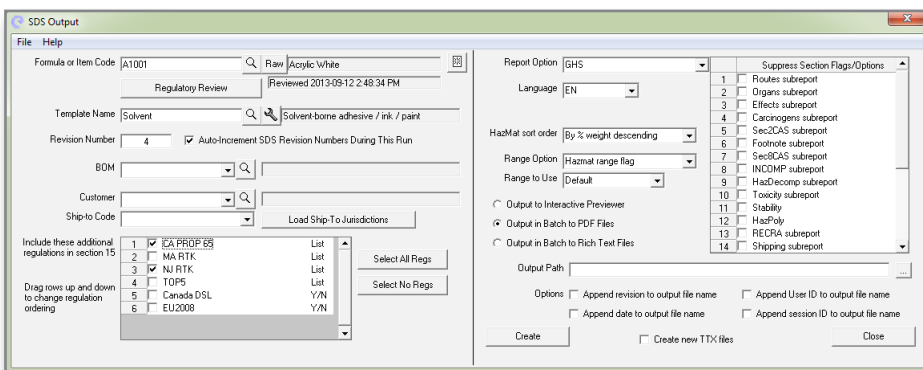 SDS Output
File Help
Formula or Item Code A1001 Raw Acrylic White
Regulatory Review Reviewed 2013-09-12 2:48:34 PM
Template Name Solvent Solvent-borne adhesive / ink / paint
Revision Number 4 Auto-Increment SDS Revision Numbers During This Run
BOM
Customer
Ship-to Code Load Ship-To Jurisdictions
Include these additional regulations in section 15
Drag rows up and down to change regulation ordering
1 CA PROP 65 List
2 MA RTK List
3 NJ RTK List
4 TOP5 List
5 Canada DSL Y/N
6 EU2008 Y/N
Select All Regs
Select No Regs
Report Option GHS
Language EN
HazMat sort order By % weight descending
Range Option Hazmat range flag
Range to Use Default
Output to Interactive Previewer
Output in Batch to PDF Files
Output in Batch to Rich Text Files
Suppress Section Flags/Options
1 Routes subreport
2 Organs subreport
3 Effects subreport
4 Carcinogens subreport
5 Sec2CAS subreport
6 Footnote subreport
7 Sec8CAS subreport
8 INCOMP subreport
9 HazDecomp subreport
10 Toxicity subreport
11 Stability
12 HazPoly
13 RECRA subreport
14 Shipping subreport
Output Path ...
Options Append revision to output file name Append User ID to output file name
Append date to output file name Append session ID to output file name
Create Create new TTX files Close